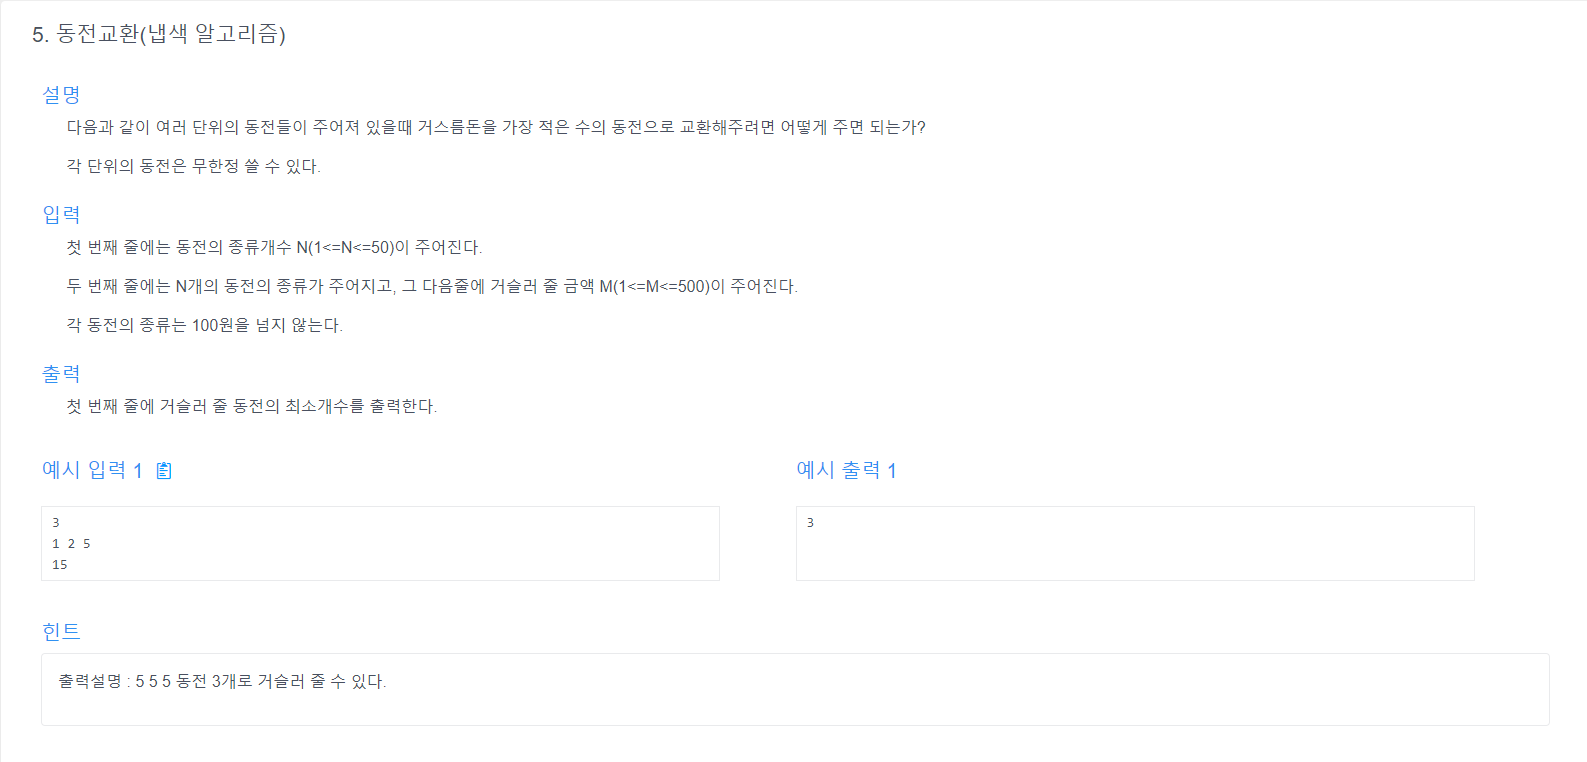 5. 동전교환(냅색 알고리즘)
설명
다음과 같이 여러 단위의 동전들이 주어져 있을때 거스름돈을 가장 적은 수의 동전으로 교환해주려면 어떻게 주면 되는가?
각 단위의 동전은 무한정 쓸 수 있다.
입력
첫 번째 줄에는 동전의 종류개수 N(1<=N<=50)이 주어진다.
두 번째 줄에는 N개의 동전의 종류가 주어지고, 그 다음줄에 거슬러 줄 금액 M(1<=M<=500)이 주어진다.
각 동전의 종류는 100원을 넘지 않는다.
출력
첫 번째 줄에 거슬러 줄 동전의 최소개수를 출력한다.
예시 입력 1
3
1 2 5
15
예시 출력 1
3
힌트
출력설명 : 5 5 5 동전 3개로 거슬러 줄 수 있다.